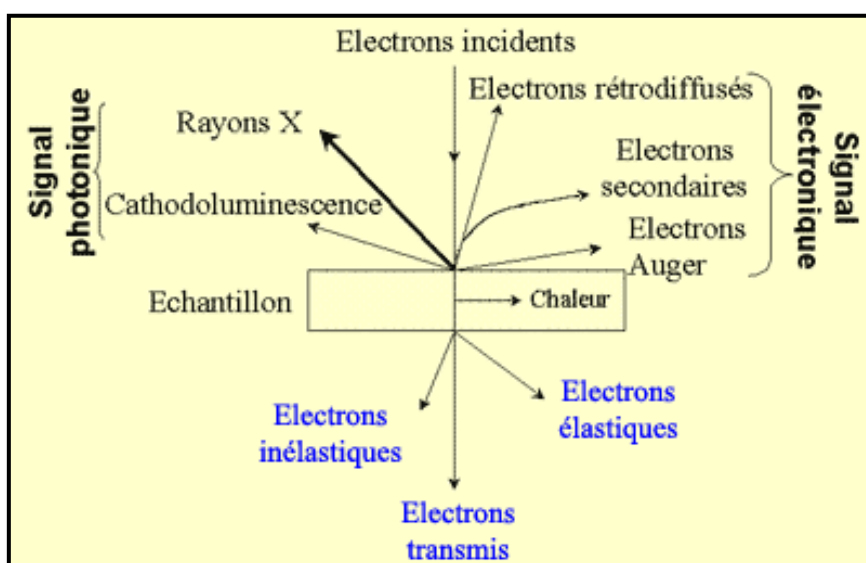 Electrons incidents
Electrons rétrodiffusés
Rayons X
Signal
photonique
Electrons
secondaires
Signal
électronique
Cathodoluminescence
Electrons
Auger
Echantillon
Chaleur
Electrons
inélastiques
Electrons
élastiques
Electrons
transmis